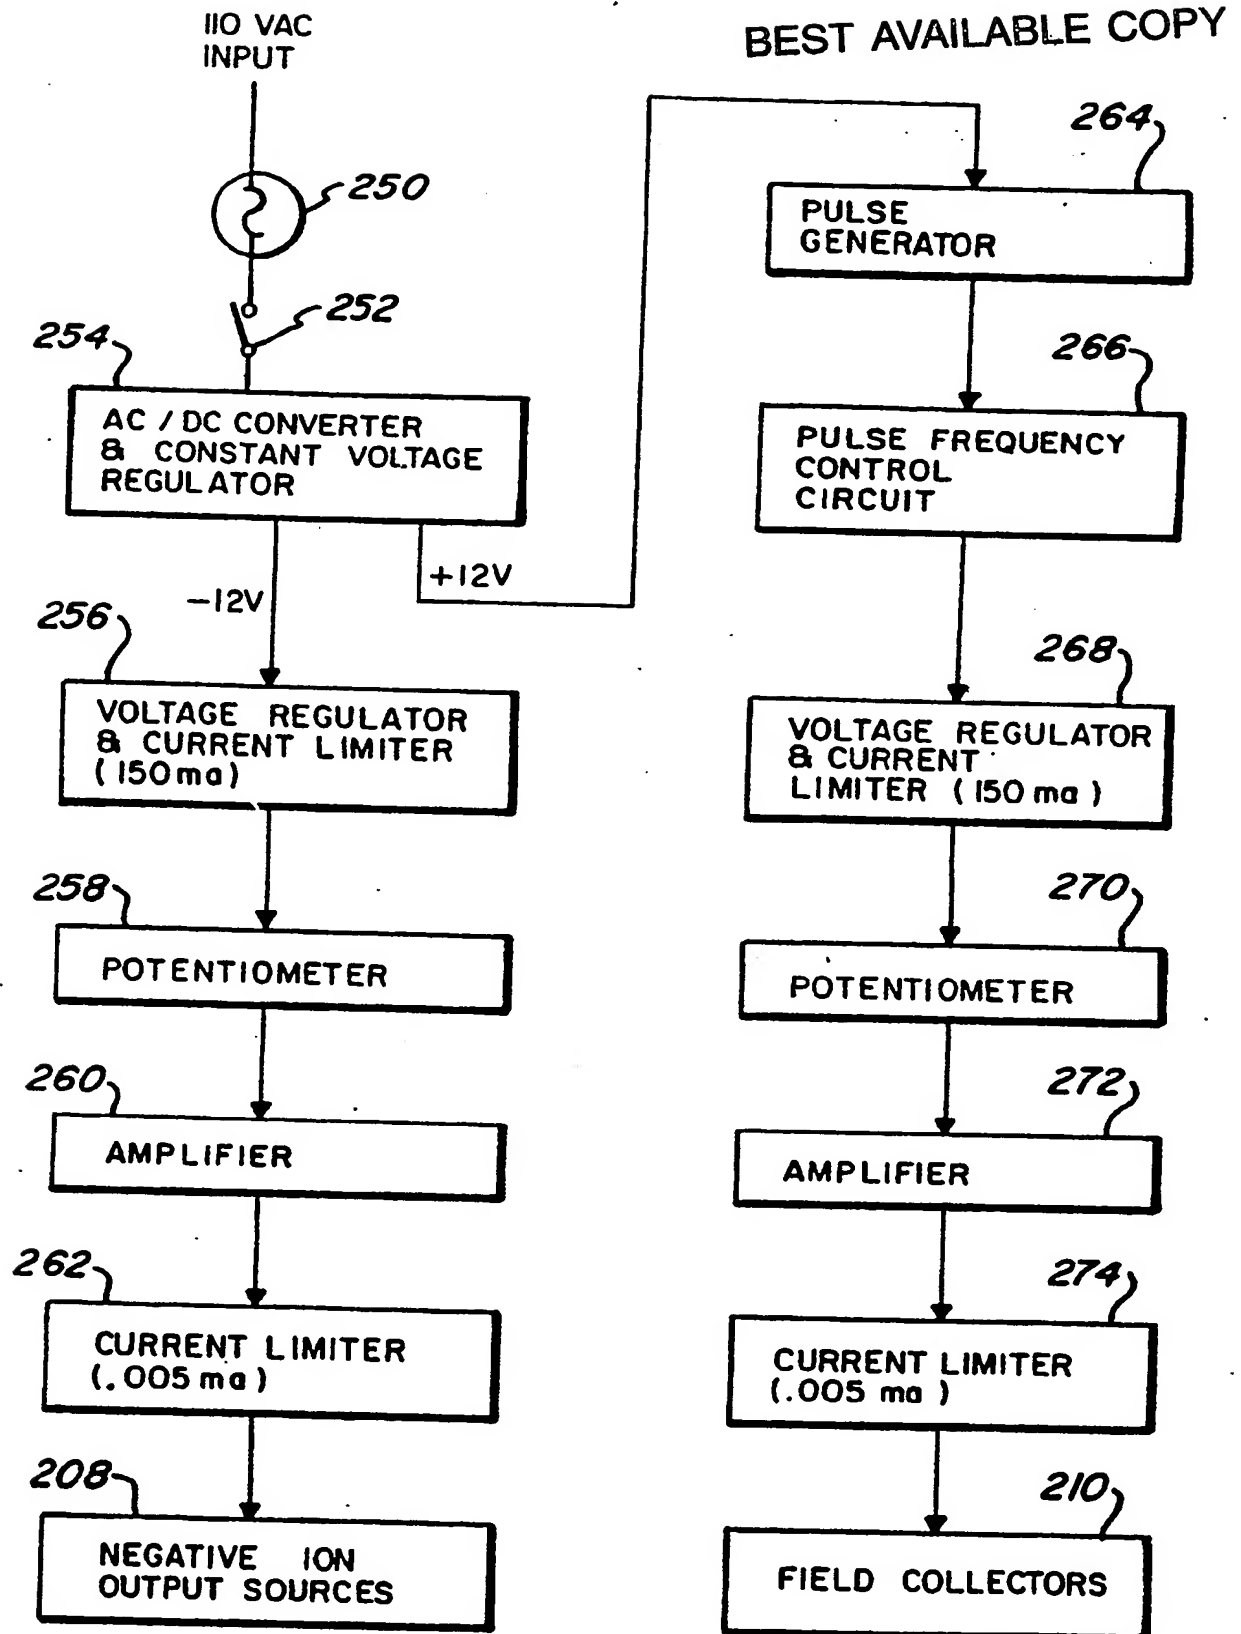 110 VAC
INPUT
BEST AVAILABLE COPY
250
252
254
AC / DC CONVERTER
& CONSTANT VOLTAGE
REGULATOR
-12V
+12V
256
VOLTAGE REGULATOR
& CURRENT LIMITER
(150ma)
258
POTENTIOMETER
260
AMPLIFIER
262
CURRENT LIMITER
(.005 ma)
208
NEGATIVE ION
OUTPUT SOURCES
264
PULSE
GENERATOR
266
PULSE FREQUENCY
CONTROL
CIRCUIT
268
VOLTAGE REGULATOR
& CURRENT
LIMITER (150 ma)
270
POTENTIOMETER
272
AMPLIFIER
274
CURRENT LIMITER
(.005 ma)
210
FIELD COLLECTORS